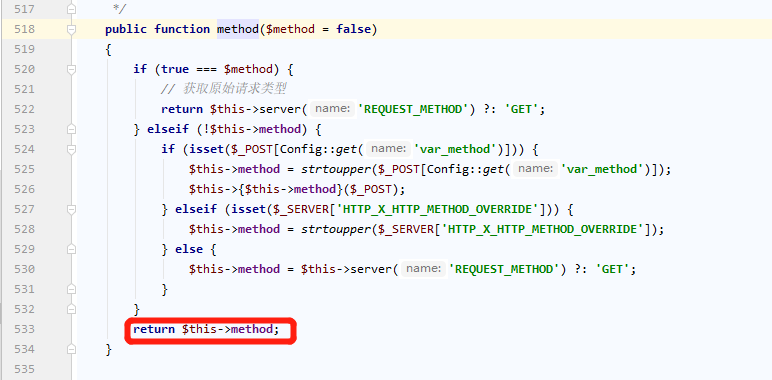 517 */
518 public function method($method = false)
519 {
520 if (true === $method) {
521 // 获取原始请求类型
522 return $this->server( name: 'REQUEST_METHOD') ?: 'GET';
523 } elseif (!$this->method) {
524 if (isset($_POST[Config::get( name: 'var_method')])) {
525 $this->method = strtoupper($_POST[Config::get( name: 'var_method')]);
526 $this->{$this->method}($_POST);
527 } elseif (isset($_SERVER['HTTP_X_HTTP_METHOD_OVERRIDE'])) {
528 $this->method = strtoupper($_SERVER['HTTP_X_HTTP_METHOD_OVERRIDE']);
529 } else {
530 $this->method = $this->server( name: 'REQUEST_METHOD') ?: 'GET';
531 }
532 }
533 return $this->method;
534 }
535